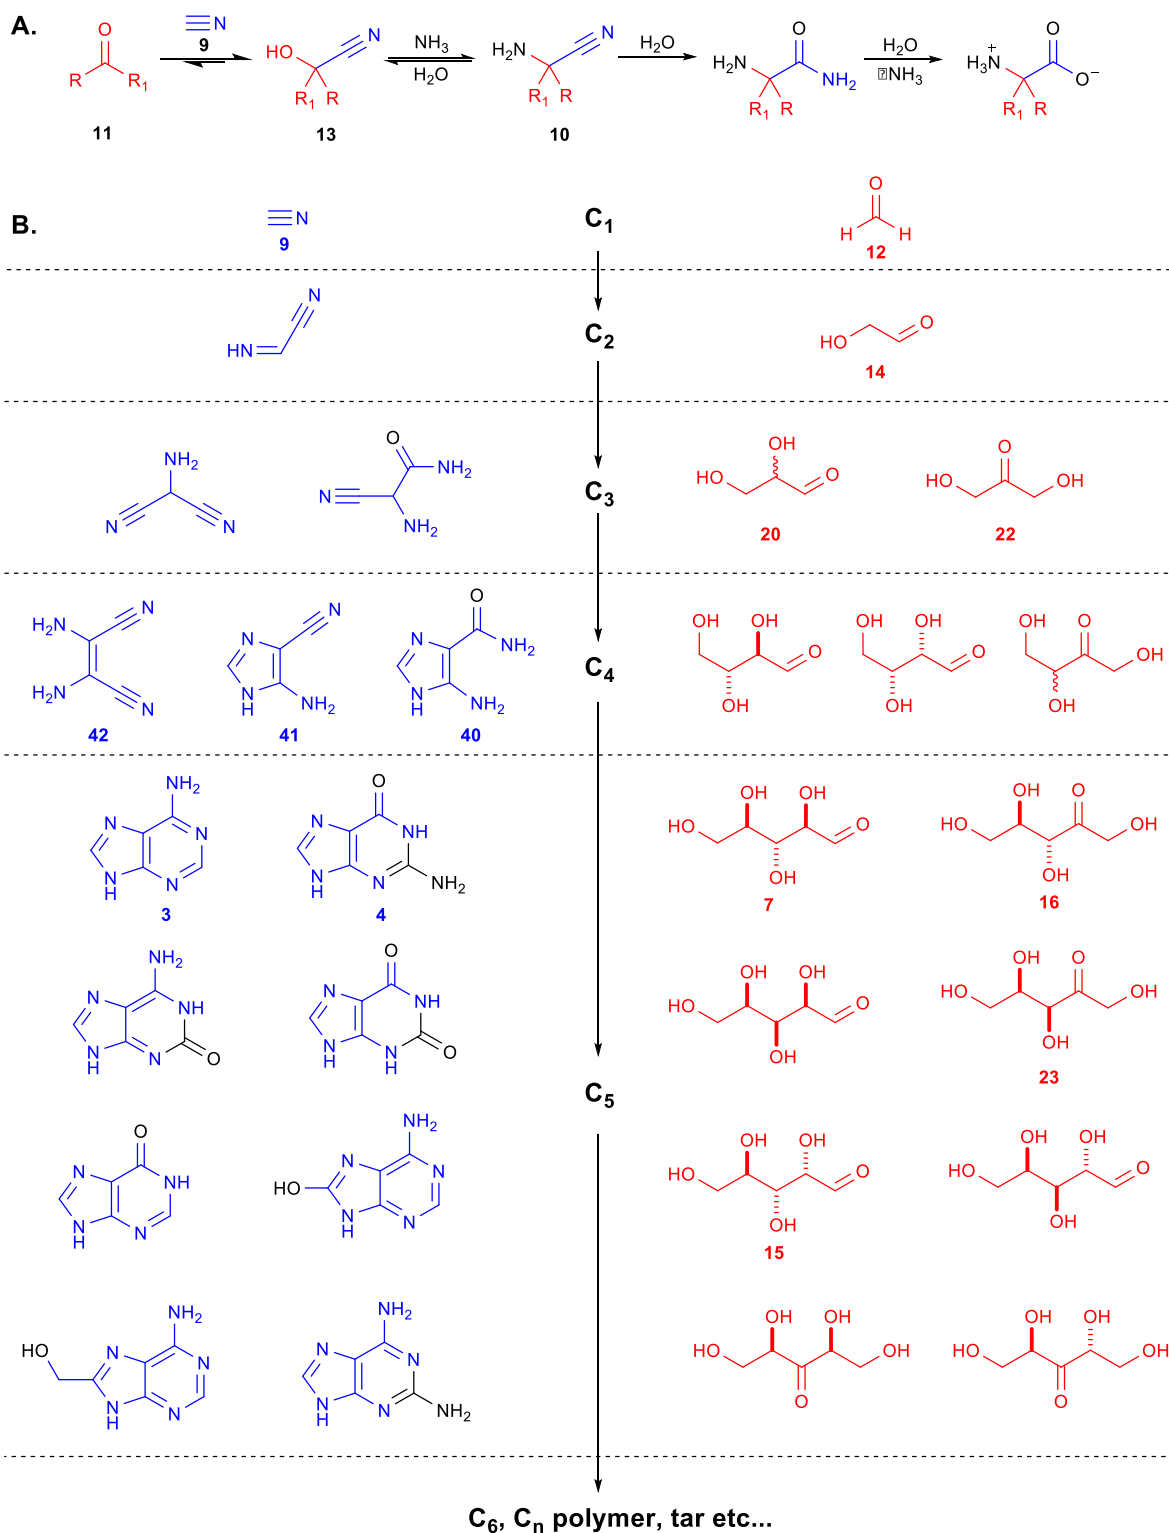 A.
O
R
R1
11
N
9
HO
N
R1
R
13
NH3
H2O
H2N
N
R1
R
10
H2O
H2N
O
NH2
R1
R
H2O
NH3
H3N+
O
O−
R1
R
B.
N
9
C1
O
H
H
12
N
HN
C2
HO
O
14
NH2
N
N
O
NH2
N
NH2
C3
OH
HO
O
20
O
HO
OH
22
H2N
N
H2N
N
42
N
N
N
H
NH2
41
O
N
NH2
N
H
NH2
40
C4
OH
OH
O
OH
OH
OH
O
OH
OH
O
OH
OH
NH2
N
N
N
H
N
3
O
N
NH
N
H
N
NH2
4
OH
OH
HO
O
OH
7
OH
O
HO
OH
OH
16
NH2
N
NH
N
H
N
O
O
N
NH
N
H
N
H
O
OH
OH
HO
O
OH
OH
O
HO
OH
OH
23
C5
O
N
NH
N
H
N
NH2
N
N
HO
N
H
N
OH
OH
HO
O
OH
15
OH
OH
HO
O
OH
NH2
HO
N
N
N
H
N
NH2
N
N
N
H
N
NH2
OH
OH
HO
OH
O
OH
OH
HO
OH
O
C6, Cn polymer, tar etc...